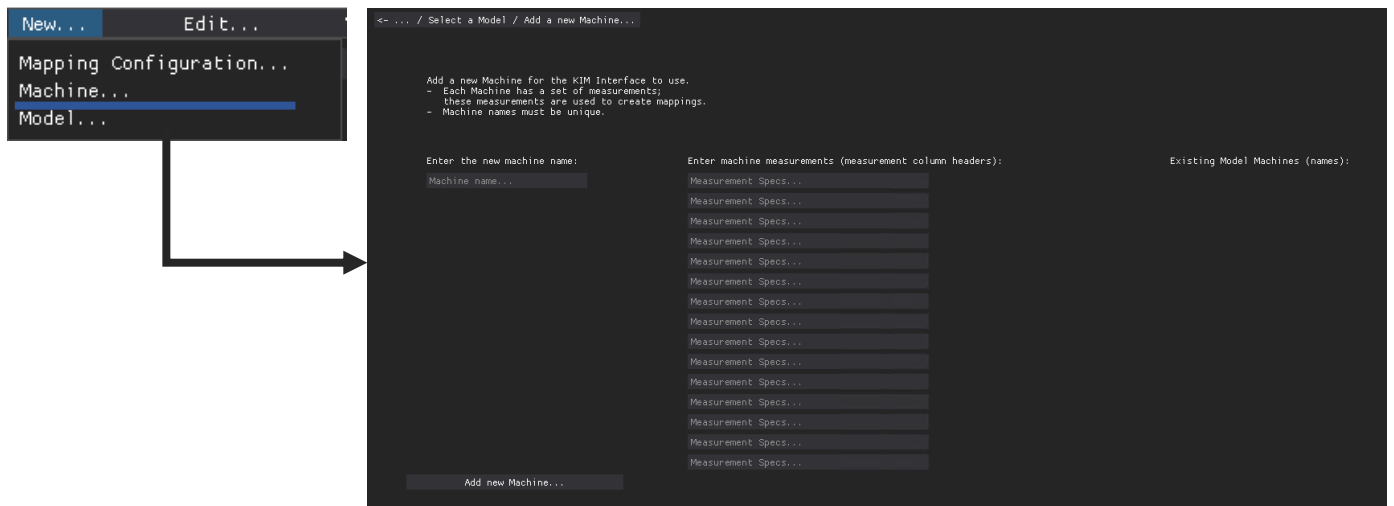 New... Edit...
Mapping Configuration...
Machine...
Model...
<- ... / Select a Model / Add a new Machine...
Add a new Machine for the KIM Interface to use.
- Each Machine has a set of measurements;
these measurements are used to create mappings.
- Machine names must be unique.
Enter the new machine name: Enter machine measurements (measurement column headers): Existing Model Machines (names):
Machine name... Measurement Specs...
Measurement Specs...
Measurement Specs...
Measurement Specs...
Measurement Specs...
Measurement Specs...
Measurement Specs...
Measurement Specs...
Measurement Specs...
Measurement Specs...
Measurement Specs...
Measurement Specs...
Measurement Specs...
Measurement Specs...
Measurement Specs...
Add new Machine...